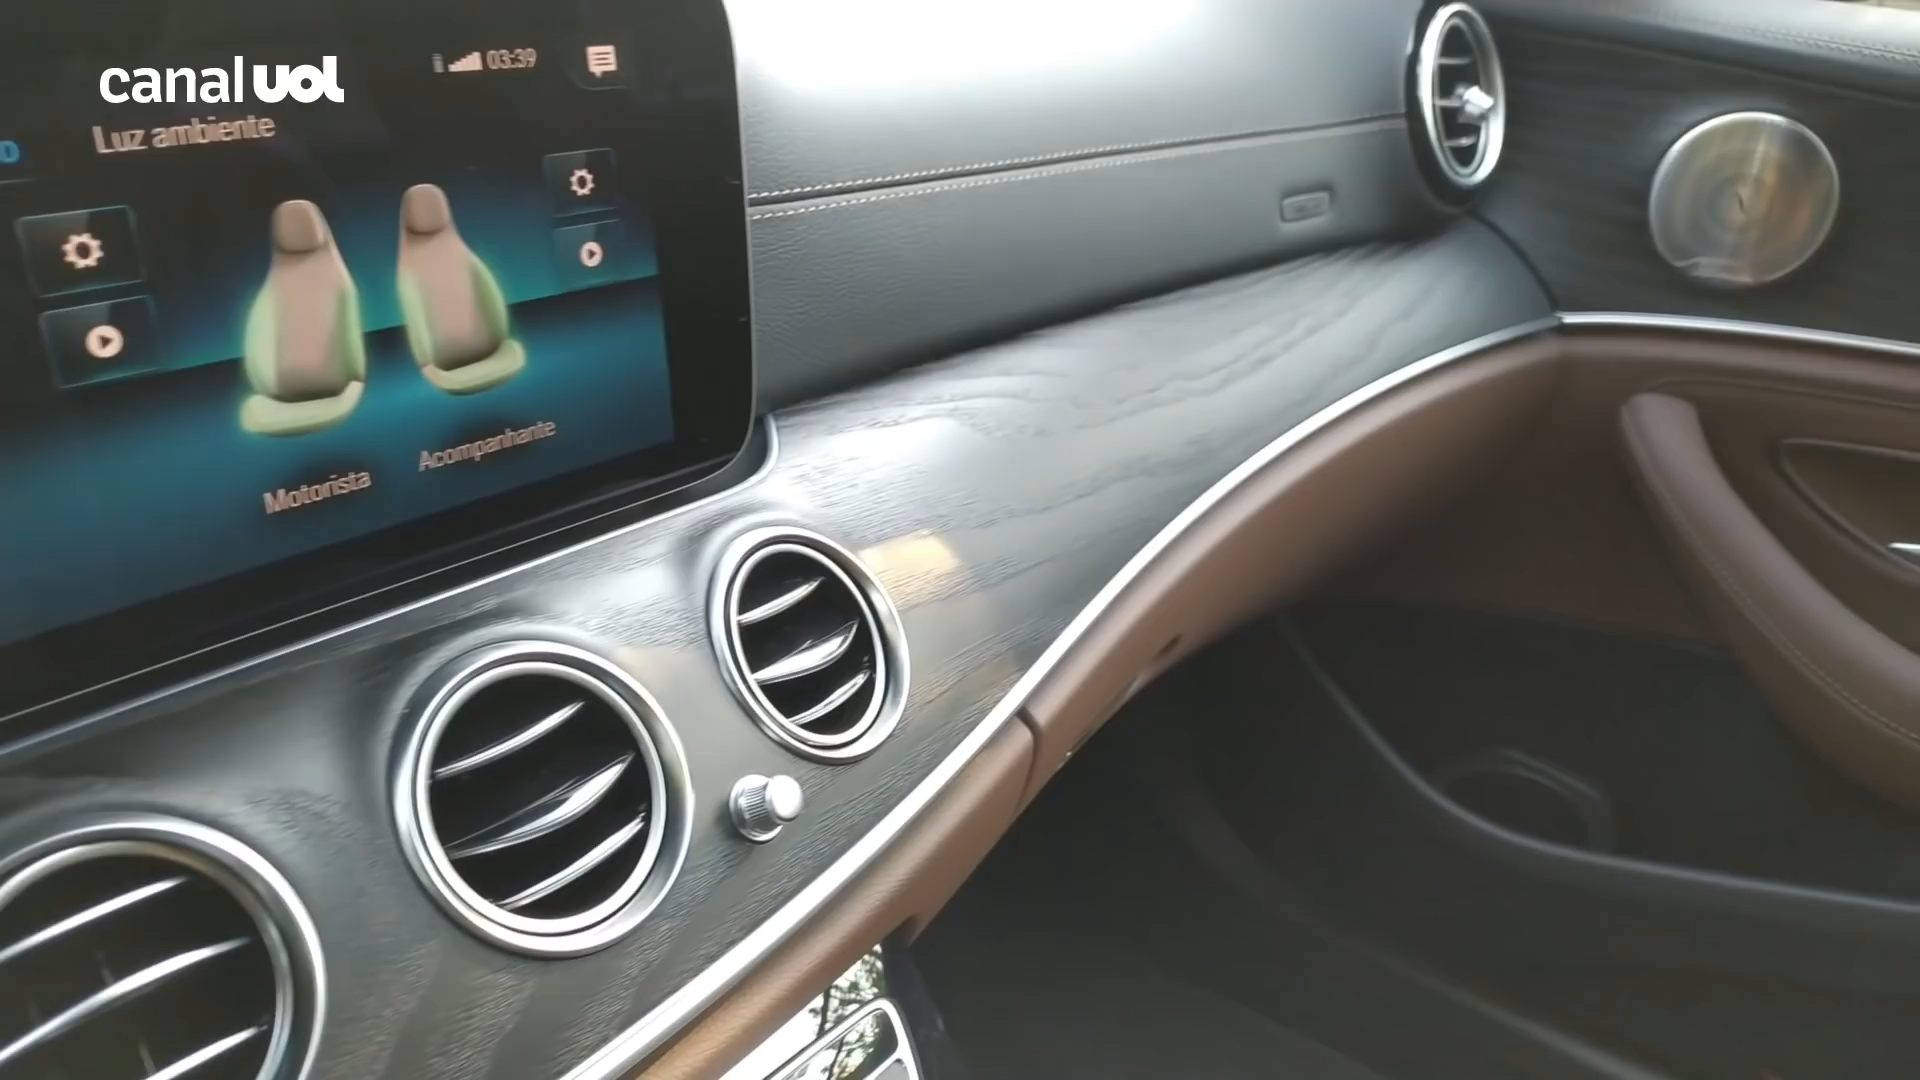 canal uol
03:39
Luz ambiente
Motorista
Acompanhante